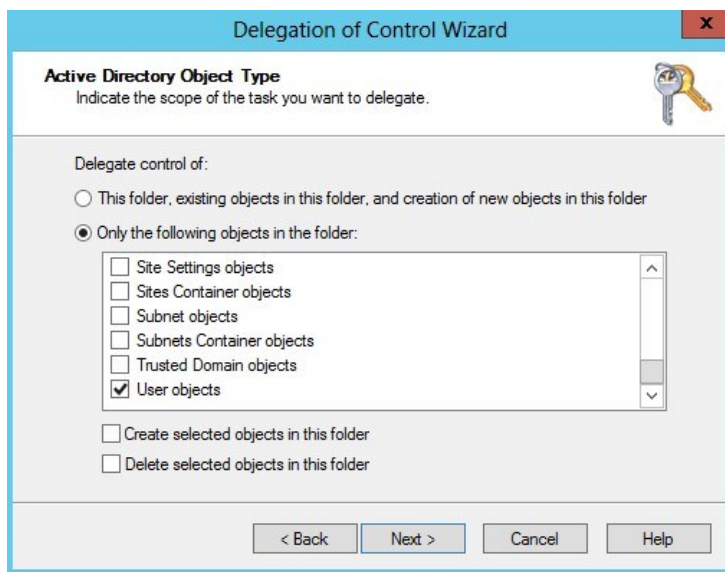 Delegation of Control Wizard
x
Active Directory Object Type
Indicate the scope of the task you want to delegate.
Delegate control of:
This folder, existing objects in this folder, and creation of new objects in this folder
Only the following objects in the folder:
Site Settings objects
Sites Container objects
Subnet objects
Subnets Container objects
Trusted Domain objects
User objects
Create selected objects in this folder
Delete selected objects in this folder
< Back Next > Cancel Help